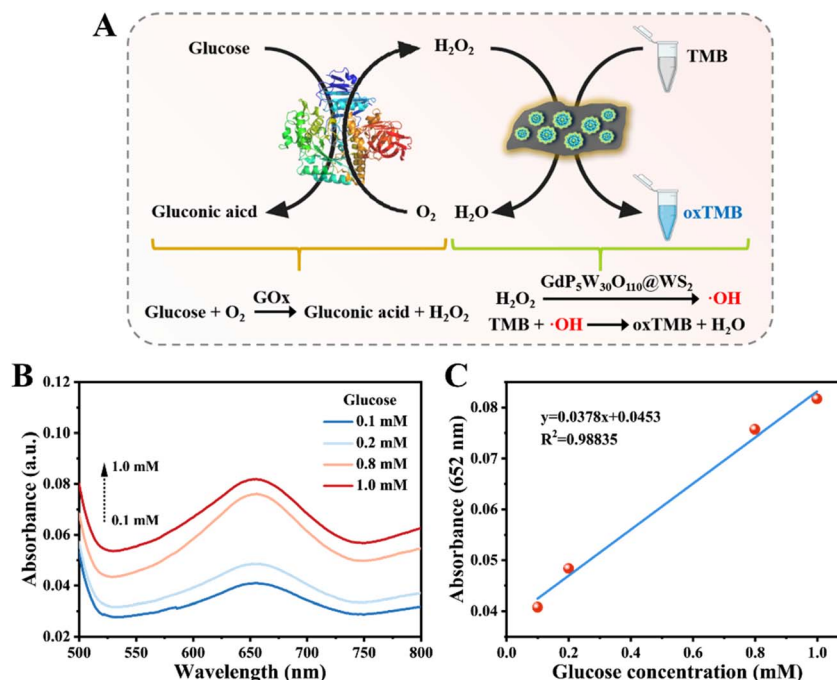 A
Glucose
H₂O₂
TMB
Gluconic aicd
O₂
H₂O
oxTMB
Glucose + O₂ GOx Gluconic acid + H₂O₂
GdP₅W₃₀O₁₁₀@WS₂
H₂O₂ ·OH
TMB + ·OH oxTMB + H₂O
B
Absorbance (a.u.)
0.12
0.10
0.08
0.06
0.04
0.02
Glucose
0.1 mM
0.2 mM
0.8 mM
1.0 mM
1.0 mM
0.1 mM
500 550 600 650 700 750 800
Wavelength (nm)
C
Absorbance (652 nm)
0.08
0.07
0.06
0.05
0.04
y=0.0378x+0.0453
R²=0.98835
0.0 0.2 0.4 0.6 0.8 1.0
Glucose concentration (mM)